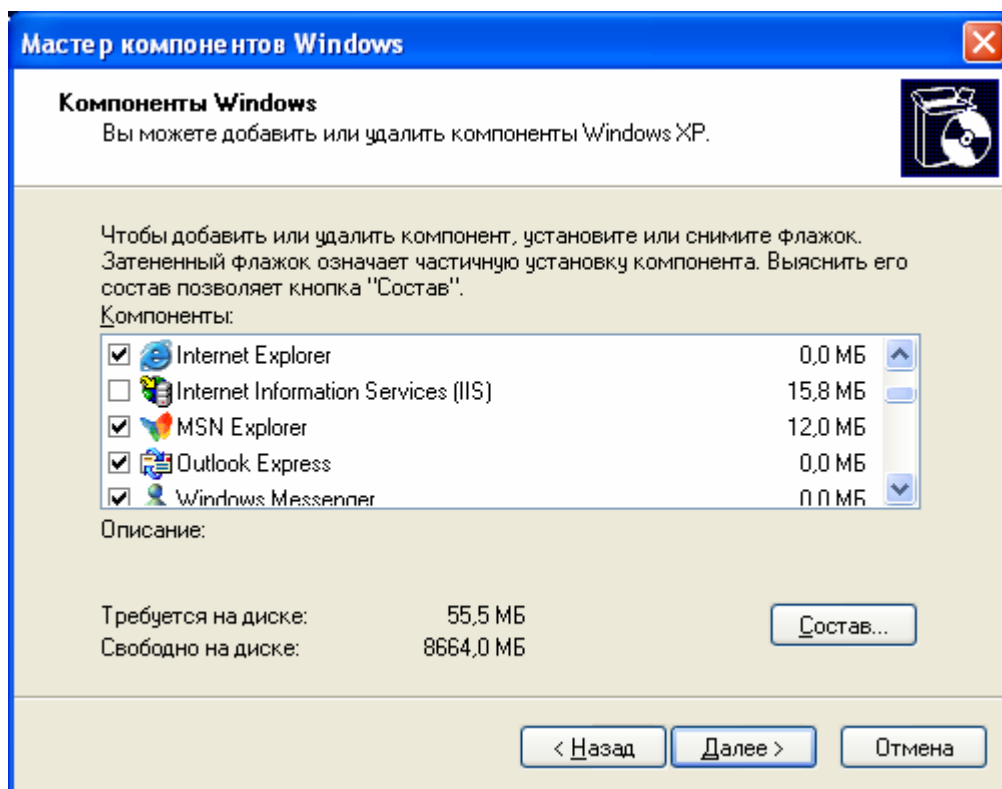 Мастер компонентов Windows
Компоненты Windows
Вы можете добавить или удалить компоненты Windows XP.
Чтобы добавить или удалить компонент, установите или снимите флажок.
Затененный флажок означает частичную установку компонента. Выяснить его
состав позволяет кнопка "Состав".
Компоненты:
Internet Explorer 0,0 МБ
Internet Information Services (IIS) 15,8 МБ
MSN Explorer 12,0 МБ
Outlook Express 0,0 МБ
Windows Messenger 0,0 МБ
Описание:
Требуется на диске: 55,5 МБ
Свободно на диске: 8664,0 МБ
Состав...
< Назад Далее > Отмена